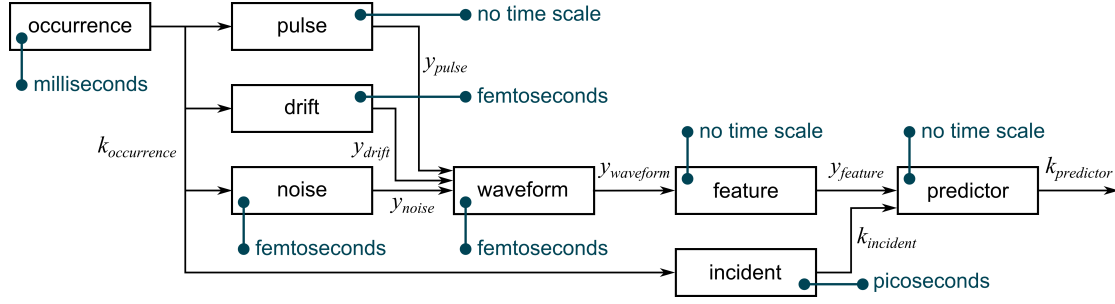 occurrence
pulse
no time scale
y_pulse
milliseconds
drift
femtoseconds
k_occurrence
y_drift
no time scale
no time scale
noise
y_noise
waveform
y_waveform
feature
y_feature
predictor
k_predictor
femtoseconds
femtoseconds
k_incident
incident
picoseconds